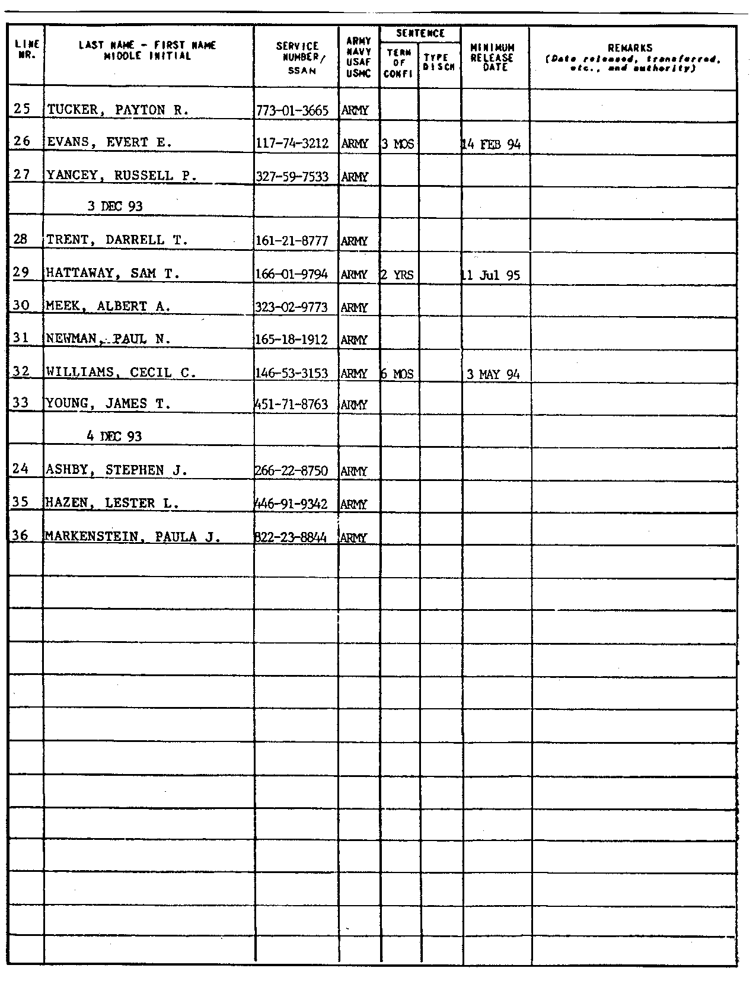 LINE NR. LAST NAME - FIRST NAME MIDDLE INITIAL SERVICE NUMBER/ SSAN ARMY NAVY USAF USMC SENTENCE TERM OF CONFI TYPE DISCH MINIMUM RELEASE DATE REMARKS (Date released, transferred, etc., and authority)
25 TUCKER, PAYTON R. 773-01-3665 ARMY
26 EVANS, EVERT E. 117-74-3212 ARMY 3 MOS 14 FEB 94
27 YANCEY, RUSSELL P. 327-59-7533 ARMY
3 DEC 93
28 TRENT, DARRELL T. 161-21-8777 ARMY
29 HATTAWAY, SAM T. 166-01-9794 ARMY 2 YRS 11 Jul 95
30 MEEK, ALBERT A. 323-02-9773 ARMY
31 NEWMAN, PAUL N. 165-18-1912 ARMY
32 WILLIAMS, CECIL C. 146-53-3153 ARMY 6 MOS 3 MAY 94
33 YOUNG, JAMES T. 451-71-8763 ARMY
4 DEC 93
24 ASHBY, STEPHEN J. 266-22-8750 ARMY
35 HAZEN, LESTER L. 446-91-9342 ARMY
36 MARKENSTEIN, PAULA J. 822-23-8844 ARMY